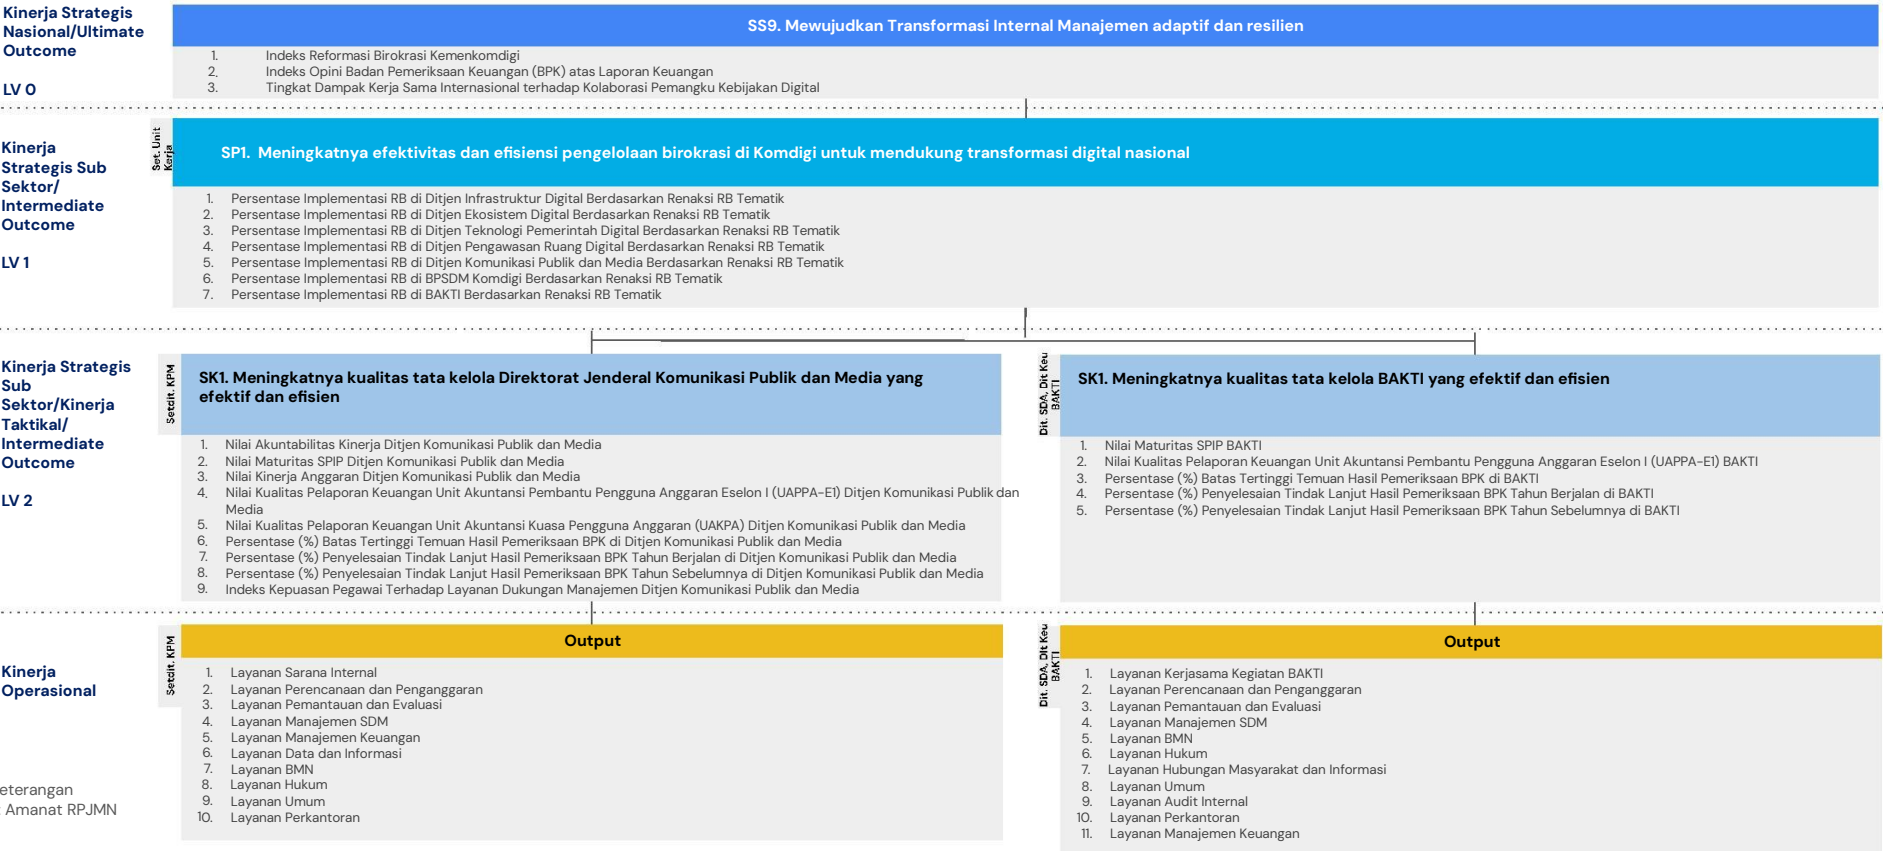 Kinerja Strategis
Nasional/Ultimate
Outcome
LV 0
SS9. Mewujudkan Transformasi Internal Manajemen adaptif dan resilien
1. Indeks Reformasi Birokrasi Kemenkomdigi
2. Indeks Opini Badan Pemeriksaan Keuangan (BPK) atas Laporan Keuangan
3. Tingkat Dampak Kerja Sama Internasional terhadap Kolaborasi Pemangku Kebijakan Digital
Kinerja
Strategis Sub
Sektor/
Intermediate
Outcome
LV 1
Set. Unit
Kerja
SP1. Meningkatnya efektivitas dan efisiensi pengelolaan birokrasi di Komdigi untuk mendukung transformasi digital nasional
1. Persentase Implementasi RB di Ditjen Infrastruktur Digital Berdasarkan Renaksi RB Tematik
2. Persentase Implementasi RB di Ditjen Ekosistem Digital Berdasarkan Renaksi RB Tematik
3. Persentase Implementasi RB di Ditjen Teknologi Pemerintah Digital Berdasarkan Renaksi RB Tematik
4. Persentase Implementasi RB di Ditjen Pengawasan Ruang Digital Berdasarkan Renaksi RB Tematik
5. Persentase Implementasi RB di Ditjen Komunikasi Publik dan Media Berdasarkan Renaksi RB Tematik
6. Persentase Implementasi RB di BPSDM Komdigi Berdasarkan Renaksi RB Tematik
7. Persentase Implementasi RB di BAKTI Berdasarkan Renaksi RB Tematik
Kinerja Strategis
Sub
Sektor/Kinerja
Taktikal/
Intermediate
Outcome
LV 2
Setdit. KPM
SK1. Meningkatnya kualitas tata kelola Direktorat Jenderal Komunikasi Publik dan Media yang
efektif dan efisien
1. Nilai Akuntabilitas Kinerja Ditjen Komunikasi Publik dan Media
2. Nilai Maturitas SPIP Ditjen Komunikasi Publik dan Media
3. Nilai Kinerja Anggaran Ditjen Komunikasi Publik dan Media
4. Nilai Kualitas Pelaporan Keuangan Unit Akuntansi Pembantu Pengguna Anggaran Eselon I (UAPPA-E1) Ditjen Komunikasi Publik dan
Media
5. Nilai Kualitas Pelaporan Keuangan Unit Akuntansi Kuasa Pengguna Anggaran (UAKPA) Ditjen Komunikasi Publik dan Media
6. Persentase (%) Batas Tertinggi Temuan Hasil Pemeriksaan BPK di Ditjen Komunikasi Publik dan Media
7. Persentase (%) Penyelesaian Tindak Lanjut Hasil Pemeriksaan BPK Tahun Berjalan di Ditjen Komunikasi Publik dan Media
8. Persentase (%) Penyelesaian Tindak Lanjut Hasil Pemeriksaan BPK Tahun Sebelumnya di Ditjen Komunikasi Publik dan Media
9. Indeks Kepuasan Pegawai Terhadap Layanan Dukungan Manajemen Ditjen Komunikasi Publik dan Media
Dit. SDA, Dit Keu
BAKTI
SK1. Meningkatnya kualitas tata kelola BAKTI yang efektif dan efisien
1. Nilai Maturitas SPIP BAKTI
2. Nilai Kualitas Pelaporan Keuangan Unit Akuntansi Pembantu Pengguna Anggaran Eselon I (UAPPA-E1) BAKTI
3. Persentase (%) Batas Tertinggi Temuan Hasil Pemeriksaan BPK di BAKTI
4. Persentase (%) Penyelesaian Tindak Lanjut Hasil Pemeriksaan BPK Tahun Berjalan di BAKTI
5. Persentase (%) Penyelesaian Tindak Lanjut Hasil Pemeriksaan BPK Tahun Sebelumnya di BAKTI
Kinerja
Operasional
Setdit. KPM
Output
1. Layanan Sarana Internal
2. Layanan Perencanaan dan Penganggaran
3. Layanan Pemantauan dan Evaluasi
4. Layanan Manajemen SDM
5. Layanan Manajemen Keuangan
6. Layanan Data dan Informasi
7. Layanan BMN
8. Layanan Hukum
9. Layanan Umum
10. Layanan Perkantoran
Dit. SDA, Dit Keu
BAKTI
Output
1. Layanan Kerjasama Kegiatan BAKTI
2. Layanan Perencanaan dan Penganggaran
3. Layanan Pemantauan dan Evaluasi
4. Layanan Manajemen SDM
5. Layanan BMN
6. Layanan Hukum
7. Layanan Hubungan Masyarakat dan Informasi
8. Layanan Umum
9. Layanan Audit Internal
10. Layanan Perkantoran
11. Layanan Manajemen Keuangan
eterangan
: Amanat RPJMN